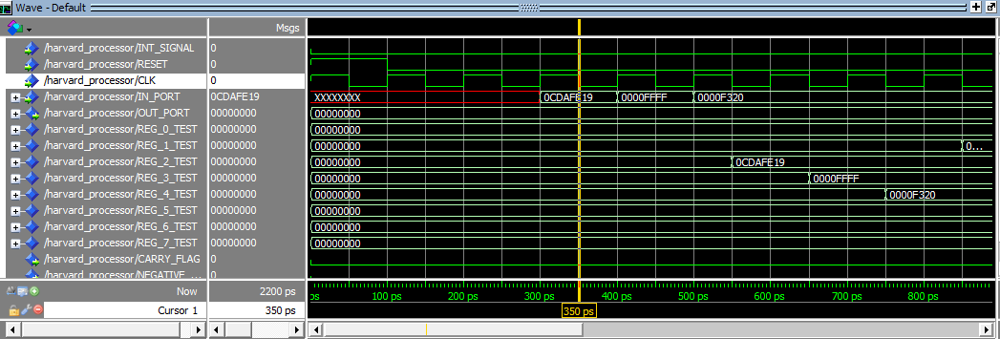 Wave - Default
Msgs
/harvard_processor/INT_SIGNAL 0
/harvard_processor/RESET 0
/harvard_processor/CLK 0
/harvard_processor/IN_PORT 0CDAFE19 XXXXXXXX 0CDAFE19 0000FFFF 0000F320
/harvard_processor/OUT_PORT 00000000 00000000
/harvard_processor/REG_0_TEST 00000000 00000000
/harvard_processor/REG_1_TEST 00000000 00000000 0...
/harvard_processor/REG_2_TEST 00000000 00000000 0CDAFE19
/harvard_processor/REG_3_TEST 00000000 00000000 0000FFFF
/harvard_processor/REG_4_TEST 00000000 00000000 0000F320
/harvard_processor/REG_5_TEST 00000000 00000000
/harvard_processor/REG_6_TEST 00000000 00000000
/harvard_processor/REG_7_TEST 00000000 00000000
/harvard_processor/CARRY_FLAG 0
/harvard_processor/NEGATIVE_... 0
Now 2200 ps ps 100 ps 200 ps 300 ps 400 ps 500 ps 600 ps 700 ps 800 ps
Cursor 1 350 ps 350 ps